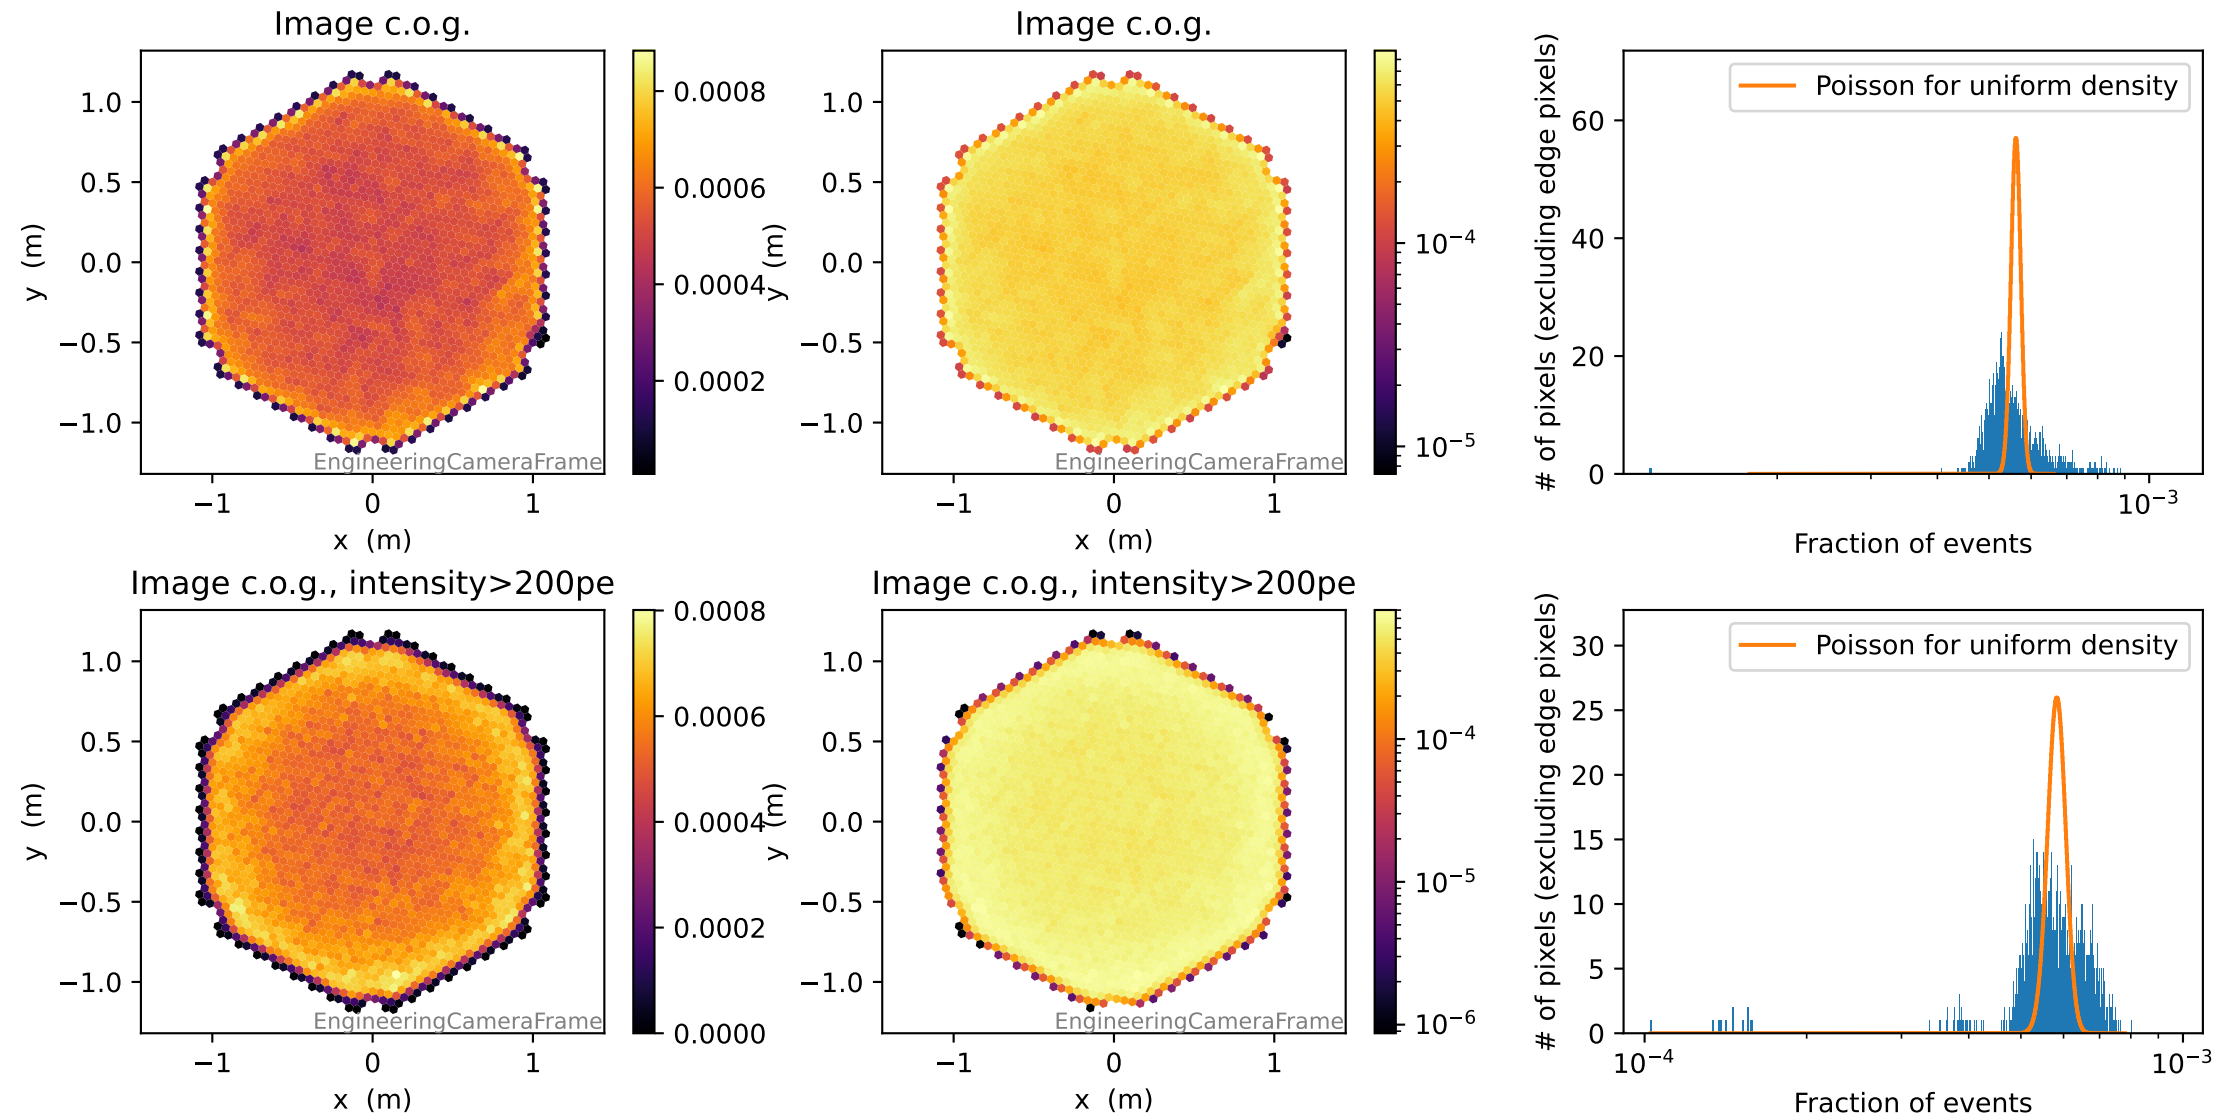 Image c.o.g.
1.0
0.5
0.0
−0.5
−1.0
y (m)
−1
0
1
x (m)
EngineeringCameraFrame
0.0008
0.0006
0.0004
0.0002
Image c.o.g.
1.0
0.5
0.0
−0.5
−1.0
y (m)
−1
0
1
x (m)
EngineeringCameraFrame
10⁻⁴
10⁻⁵
# of pixels (excluding edge pixels)
60
40
20
0
Poisson for uniform density
10⁻³
Fraction of events
Image c.o.g., intensity>200pe
1.0
0.5
0.0
−0.5
−1.0
y (m)
−1
0
1
x (m)
EngineeringCameraFrame
0.0008
0.0006
0.0004
0.0002
0.0000
Image c.o.g., intensity>200pe
1.0
0.5
0.0
−0.5
−1.0
y (m)
−1
0
1
x (m)
EngineeringCameraFrame
10⁻⁴
10⁻⁵
10⁻⁶
# of pixels (excluding edge pixels)
30
25
20
15
10
5
0
Poisson for uniform density
10⁻⁴
10⁻³
Fraction of events